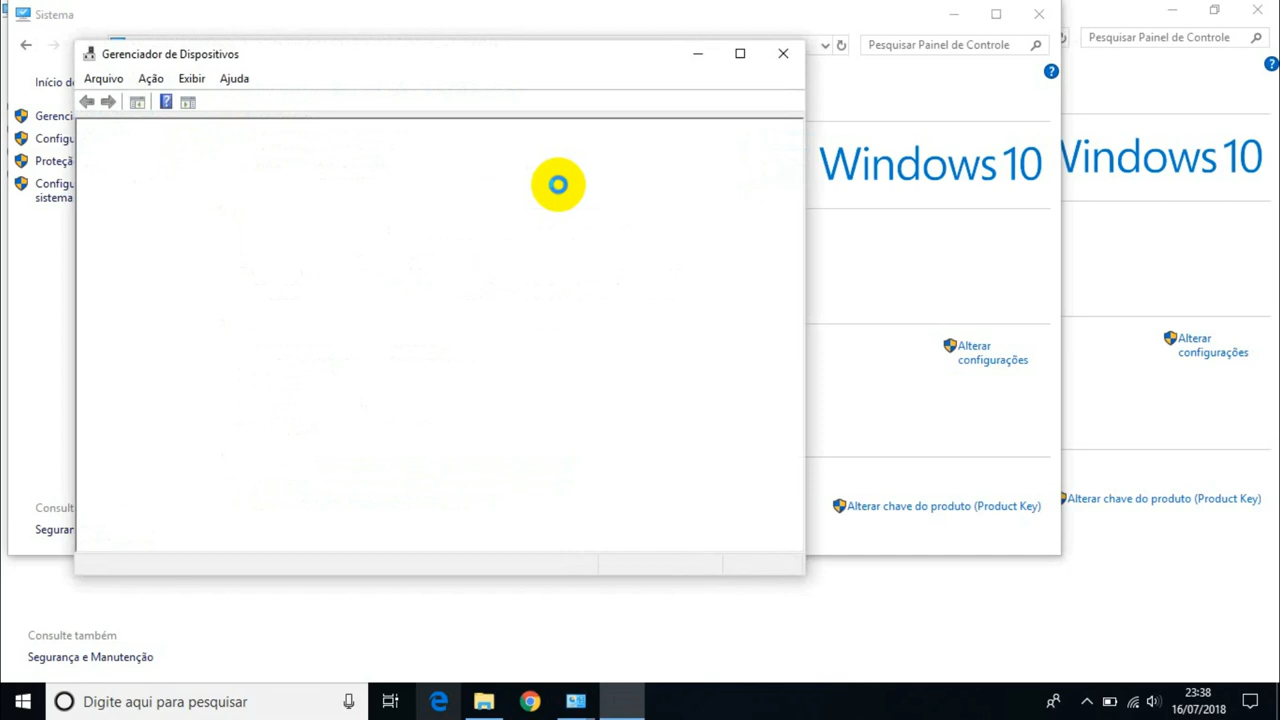 Sistema
Pesquisar Painel de Controle
Pesquisar Painel de Controle
Gerenciador de Dispositivos
Arquivo Ação Exibir Ajuda
Início
Gerenci
Configu
Proteção
Configu
sistema
Windows 10
Windows 10
Alterar
configurações
Alterar
configurações
Alterar chave do produto (Product Key)
Alterar chave do produto (Product Key)
Consult
Seguran
Consulte também
Segurança e Manutenção
Digite aqui para pesquisar
23:38
16/07/2018